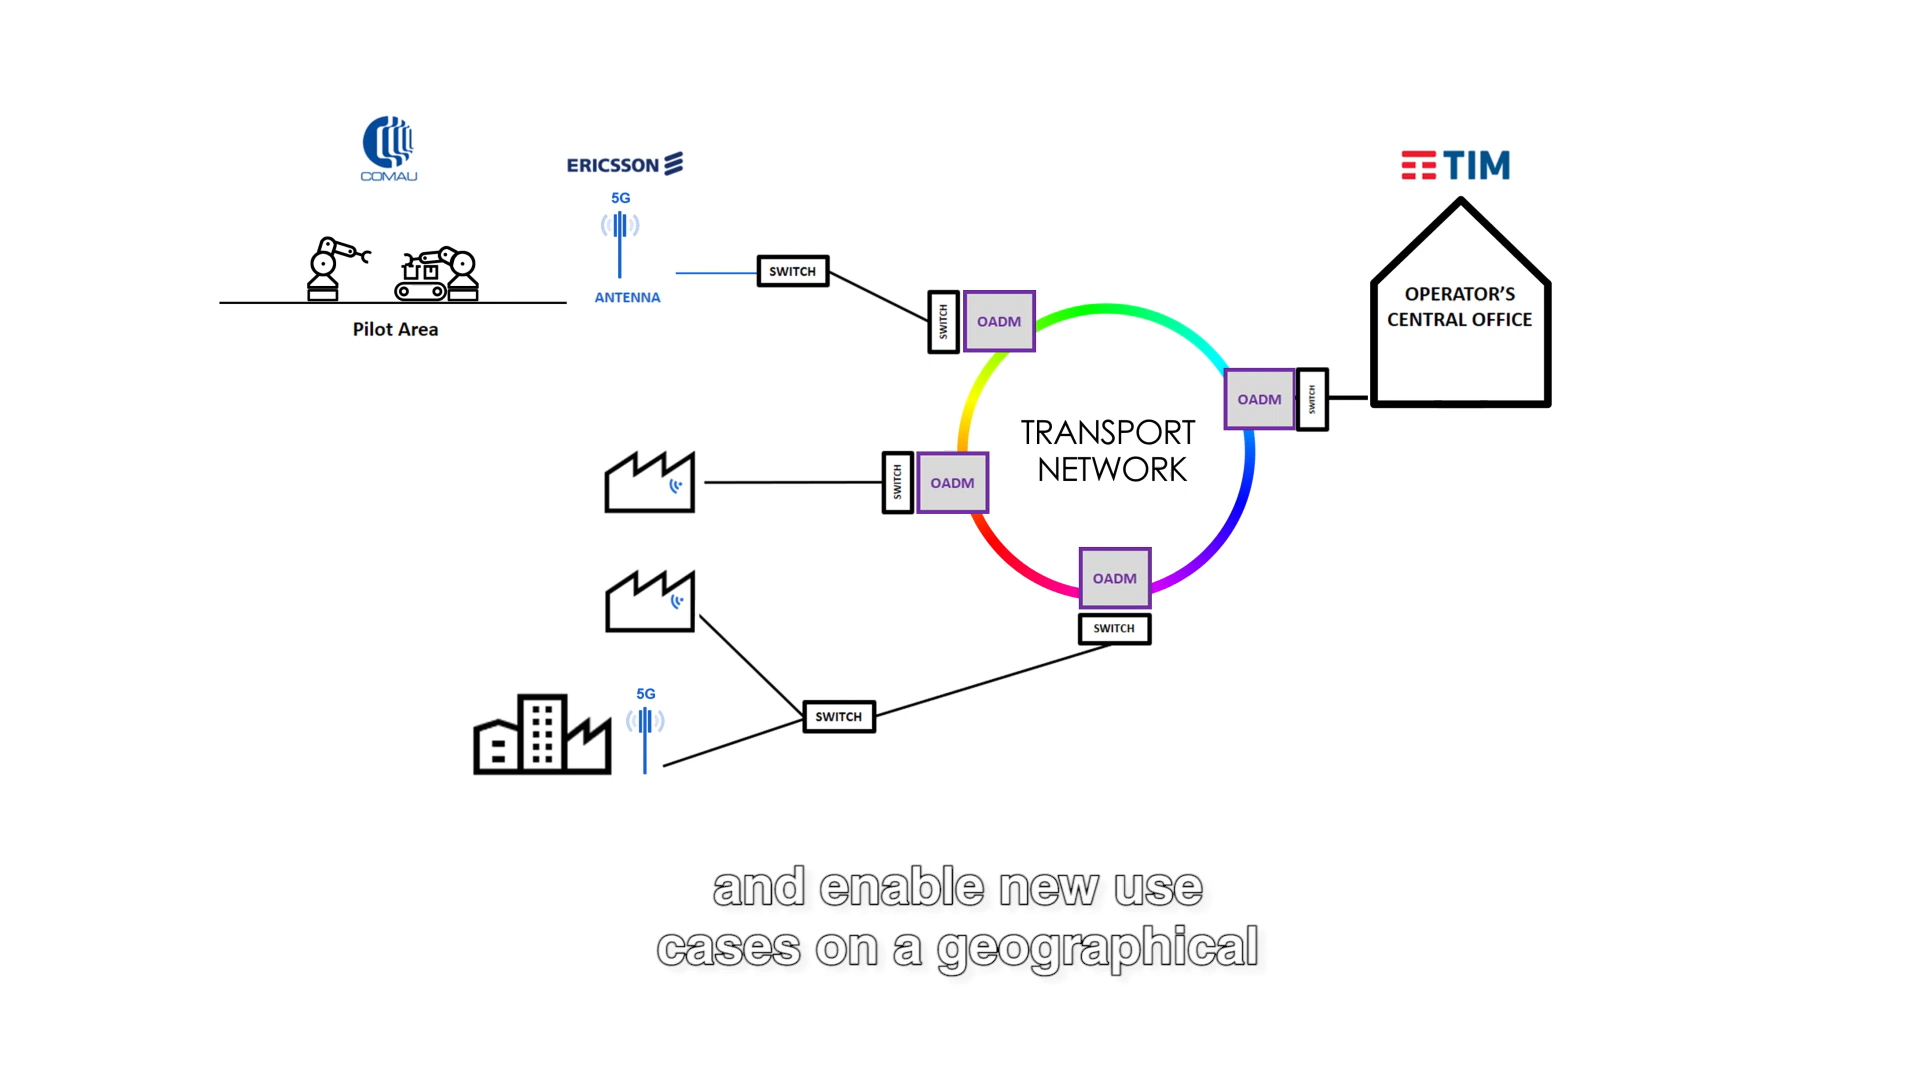 COMAU
ERICSSON
TIM
5G
ANTENNA
Pilot Area
SWITCH
SWITCH
OADM
OPERATOR'S
CENTRAL OFFICE
OADM
SWITCH
TRANSPORT
NETWORK
SWITCH
OADM
OADM
SWITCH
5G
SWITCH
and enable new use
cases on a geographical